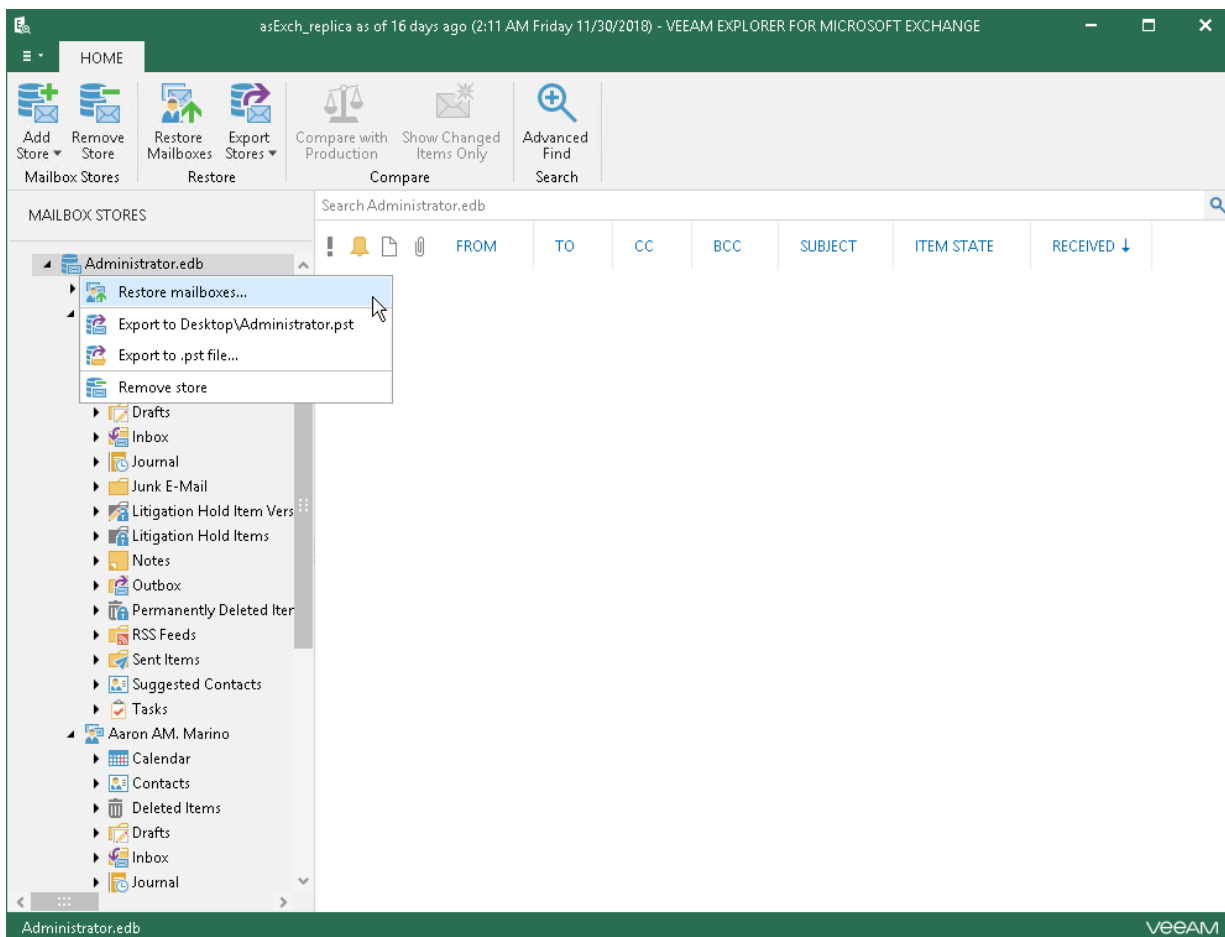 asExch_replica as of 16 days ago (2:11 AM Friday 11/30/2018) - VEEAM EXPLORER FOR MICROSOFT EXCHANGE
HOME
Add Store
Remove Store
Restore Mailboxes
Export Stores
Compare with Production
Show Changed Items Only
Advanced Find
Mailbox Stores
Restore
Compare
Search
MAILBOX STORES
Search Administrator.edb
FROM
TO
CC
BCC
SUBJECT
ITEM STATE
RECEIVED
Administrator.edb
Restore mailboxes...
Export to Desktop\Administrator.pst
Export to .pst file...
Remove store
Drafts
Inbox
Journal
Junk E-Mail
Litigation Hold Item Vers
Litigation Hold Items
Notes
Outbox
Permanently Deleted Iter
RSS Feeds
Sent Items
Suggested Contacts
Tasks
Aaron AM. Marino
Calendar
Contacts
Deleted Items
Drafts
Inbox
Journal
Administrator.edb
veeAM